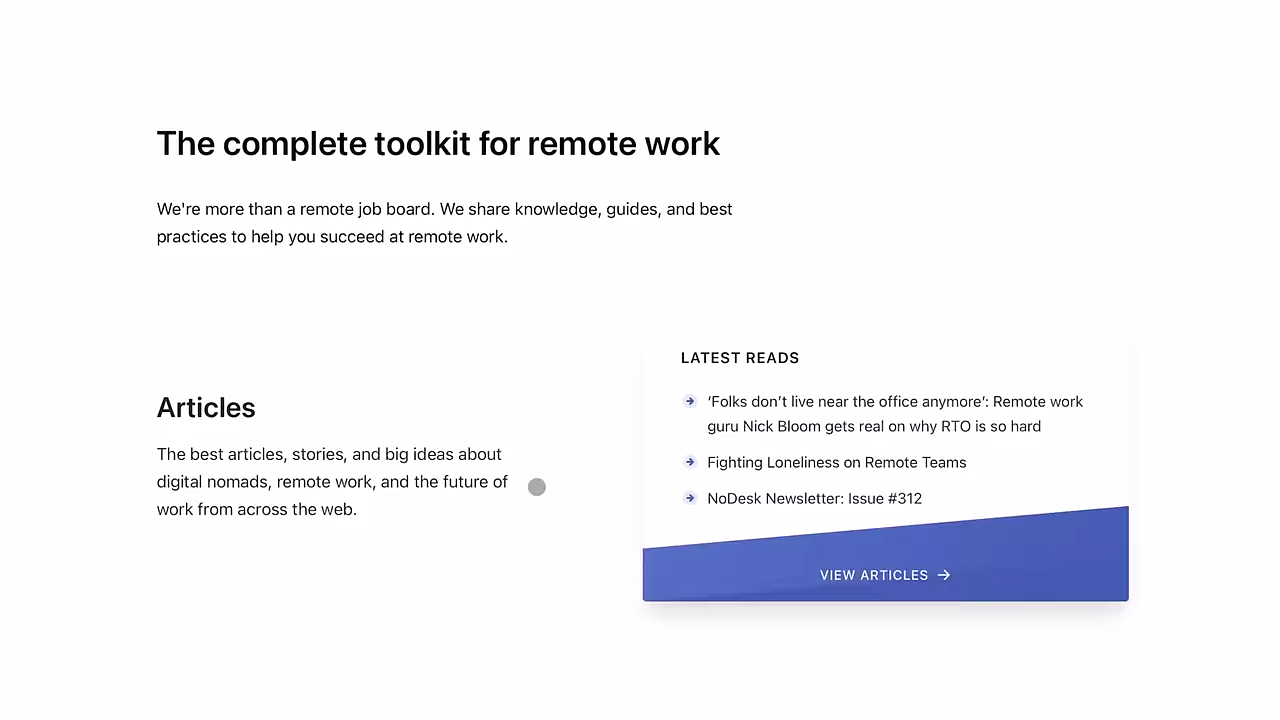 The complete toolkit for remote work
We're more than a remote job board. We share knowledge, guides, and best
practices to help you succeed at remote work.
Articles
The best articles, stories, and big ideas about
digital nomads, remote work, and the future of
work from across the web.
LATEST READS
‘Folks don’t live near the office anymore’: Remote work
guru Nick Bloom gets real on why RTO is so hard
Fighting Loneliness on Remote Teams
NoDesk Newsletter: Issue #312
VIEW ARTICLES →